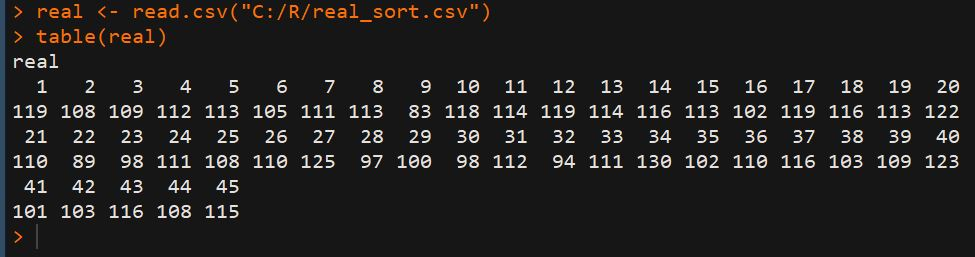 > real <- read.csv("C:/R/real_sort.csv")
> table(real)
real
  1   2   3   4   5   6   7   8   9  10  11  12  13  14  15  16  17  18  19  20
119 108 109 112 113 105 111 113  83 118 114 119 114 116 113 102 119 116 113 122
 21  22  23  24  25  26  27  28  29  30  31  32  33  34  35  36  37  38  39  40
110  89  98 111 108 110 125  97 100  98 112  94 111 130 102 110 116 103 109 123
 41  42  43  44  45
101 103 116 108 115
>